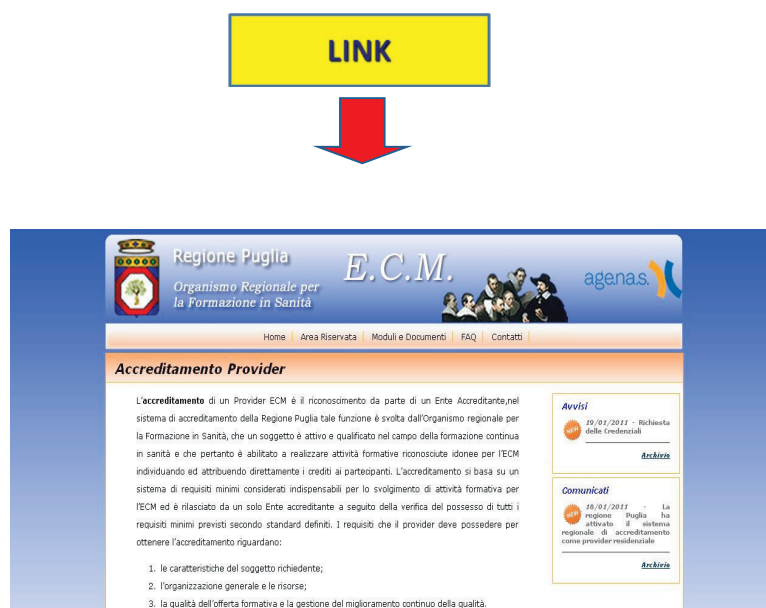 LINK
Regione Puglia
Organismo Regionale per
la Formazione in Sanità
E.C.M.
agenas.
Home Area Riservata Moduli e Documenti FAQ Contatti
Accreditamento Provider
L'accreditamento di un Provider ECM è il riconoscimento da parte di un Ente Accreditante,nel
sistema di accreditamento della Regione Puglia tale funzione è svolta dall'Organismo regionale per
la Formazione in Sanità, che un soggetto è attivo e qualificato nel campo della formazione continua
in sanità e che pertanto è abilitato a realizzare attività formative riconosciute idonee per l'ECM
individuando ed attribuendo direttamente i crediti ai partecipanti. L'accreditamento si basa su un
sistema di requisiti minimi considerati indispensabili per lo svolgimento di attività formativa per
l'ECM ed è rilasciato da un solo Ente accreditante a seguito della verifica del possesso di tutti i
requisiti minimi previsti secondo standard definiti. I requisiti che il provider deve possedere per
ottenere l'accreditamento riguardano:
1. le caratteristiche del soggetto richiedente;
2. l'organizzazione generale e le risorse;
3. la qualità dell'offerta formativa e la gestione del miglioramento continuo della qualità.
Avvisi
NEW
19/01/2011 - Richiesta
delle Credenziali
Archivio
Comunicati
NEW
18/01/2011 - La
regione Puglia ha
attivato il sistema
regionale di accreditamento
come provider residenziale
Archivio